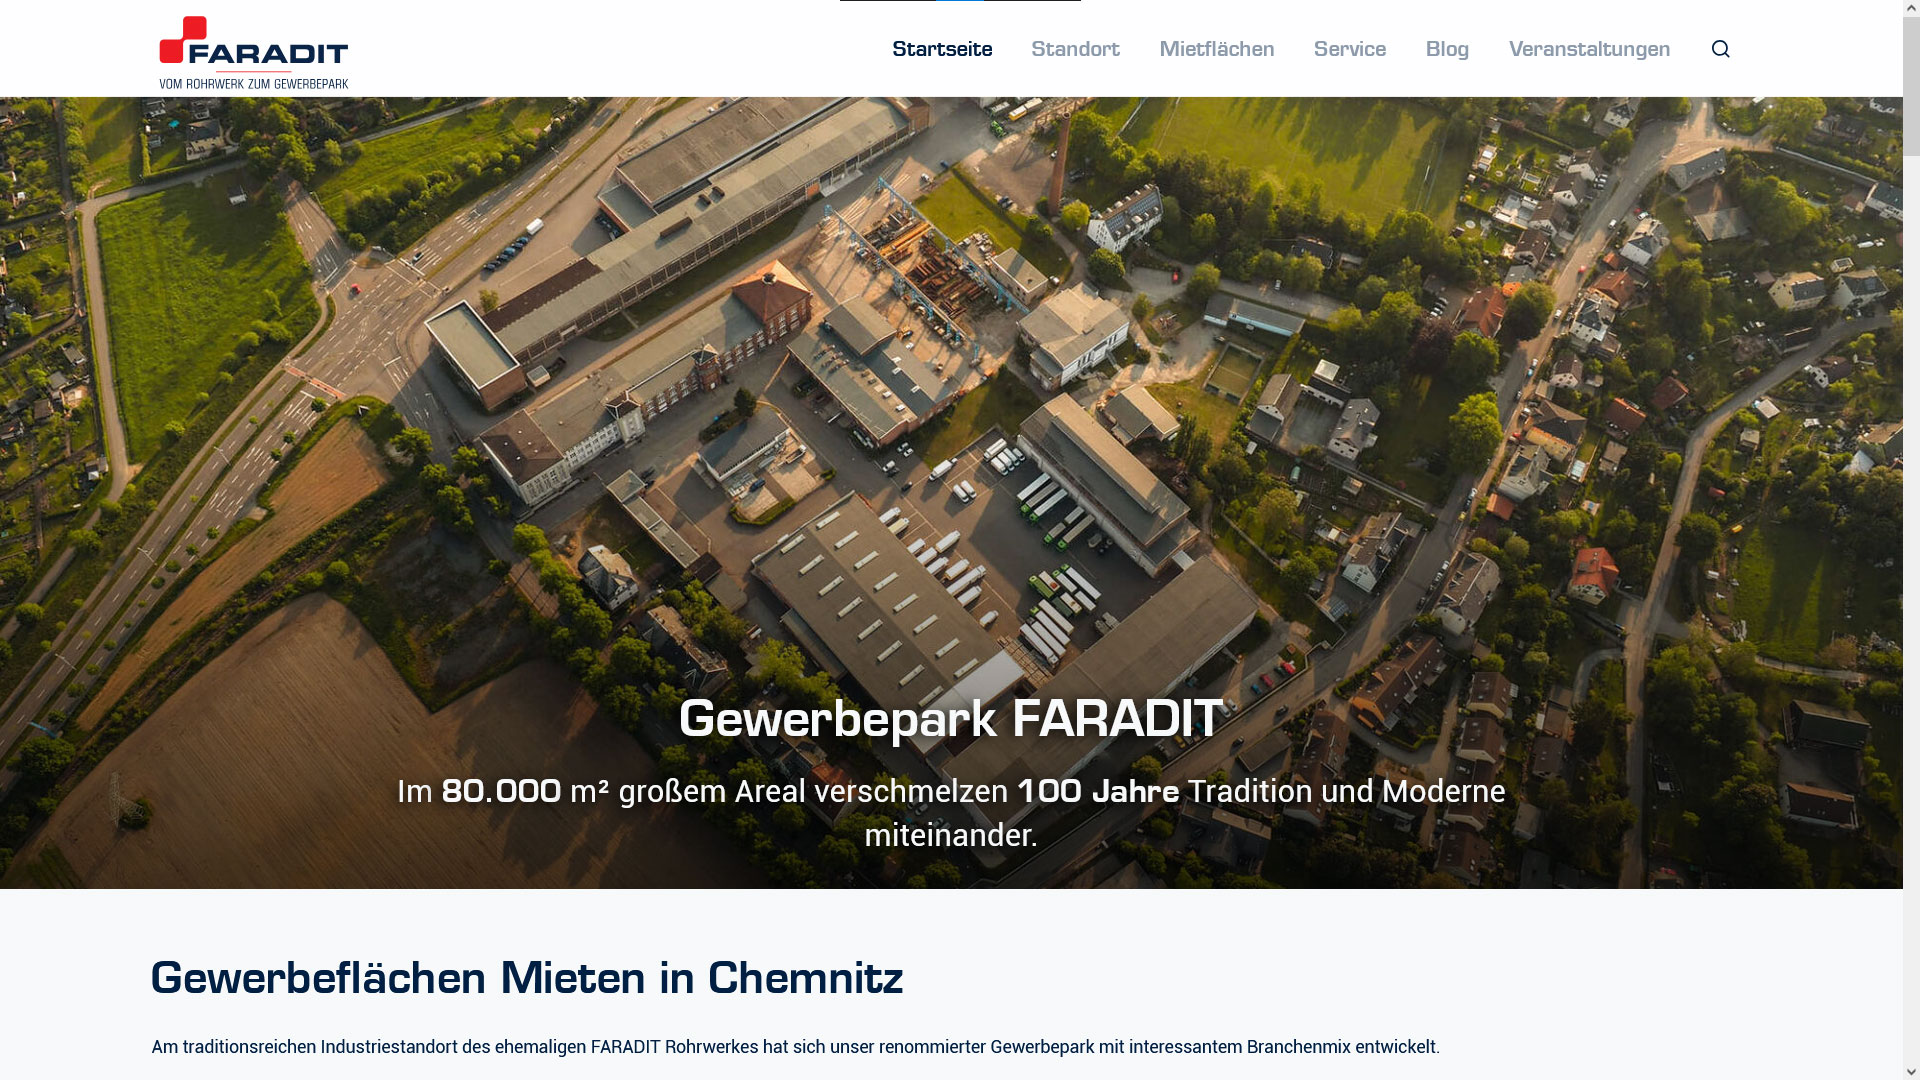 FARADIT
VOM ROHRWERK ZUM GEWERBEPARK
Startseite
Standort
Mietflächen
Service
Blog
Veranstaltungen
Gewerbepark FARADIT
Im 80.000 m² großem Areal verschmelzen 100 Jahre Tradition und Moderne
miteinander.
Gewerbeflächen Mieten in Chemnitz
Am traditionsreichen Industriestandort des ehemaligen FARADIT Rohrwerkes hat sich unser renommierter Gewerbepark mit interessantem Branchenmix entwickelt.